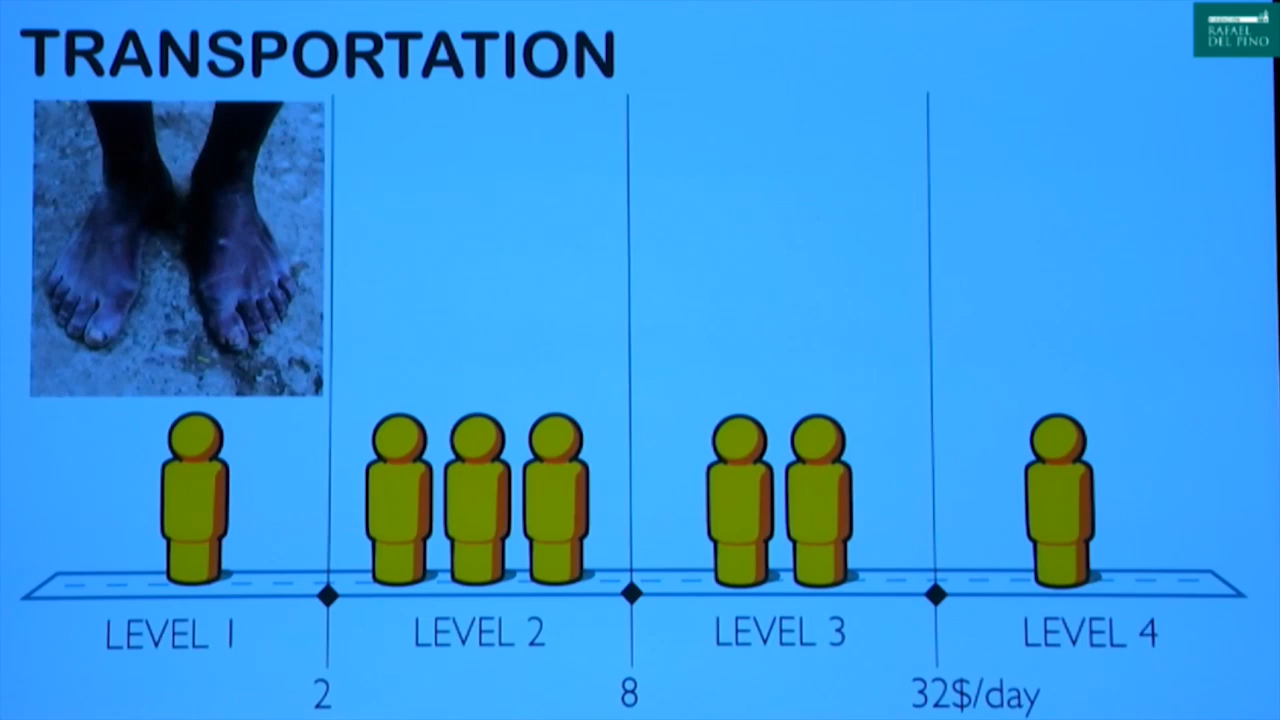 TRANSPORTATION
RAFAEL
DEL PINO
LEVEL 1
LEVEL 2
LEVEL 3
LEVEL 4
2
8
32$/day